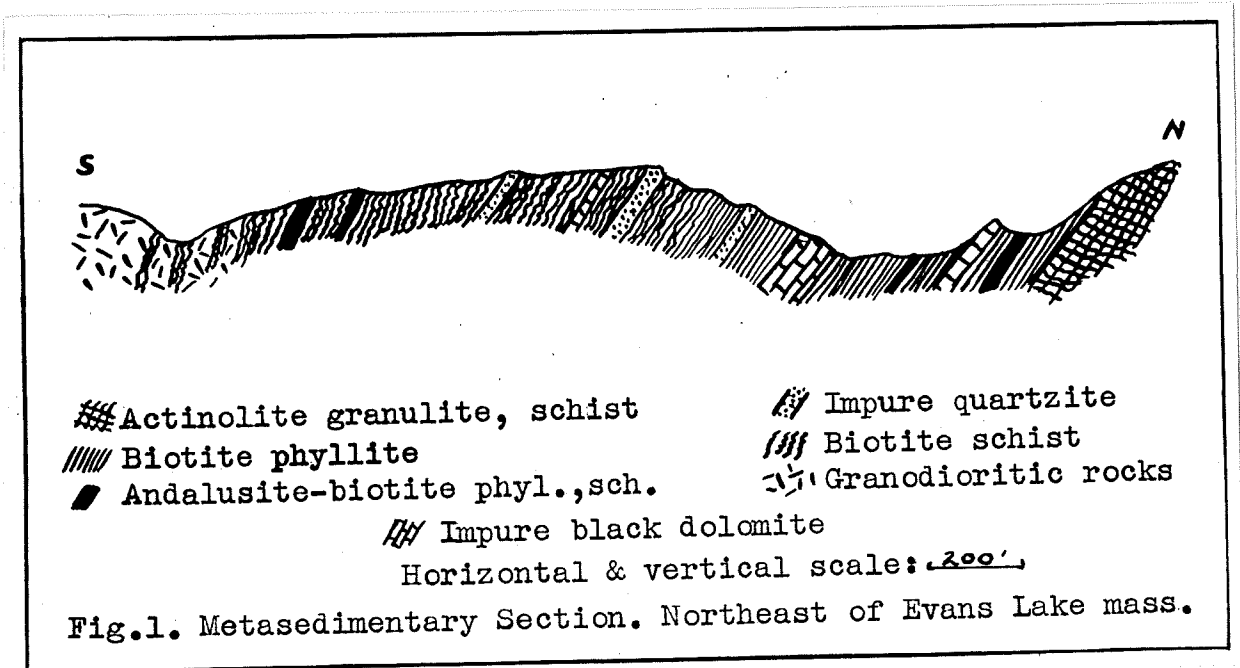 S
N
Actinolite granulite, schist
Impure quartzite
Biotite phyllite
Biotite schist
Andalusite-biotite phyl.,sch.
Granodioritic rocks
Impure black dolomite
Horizontal & vertical scale: 200'
Fig.1. Metasedimentary Section. Northeast of Evans Lake mass.